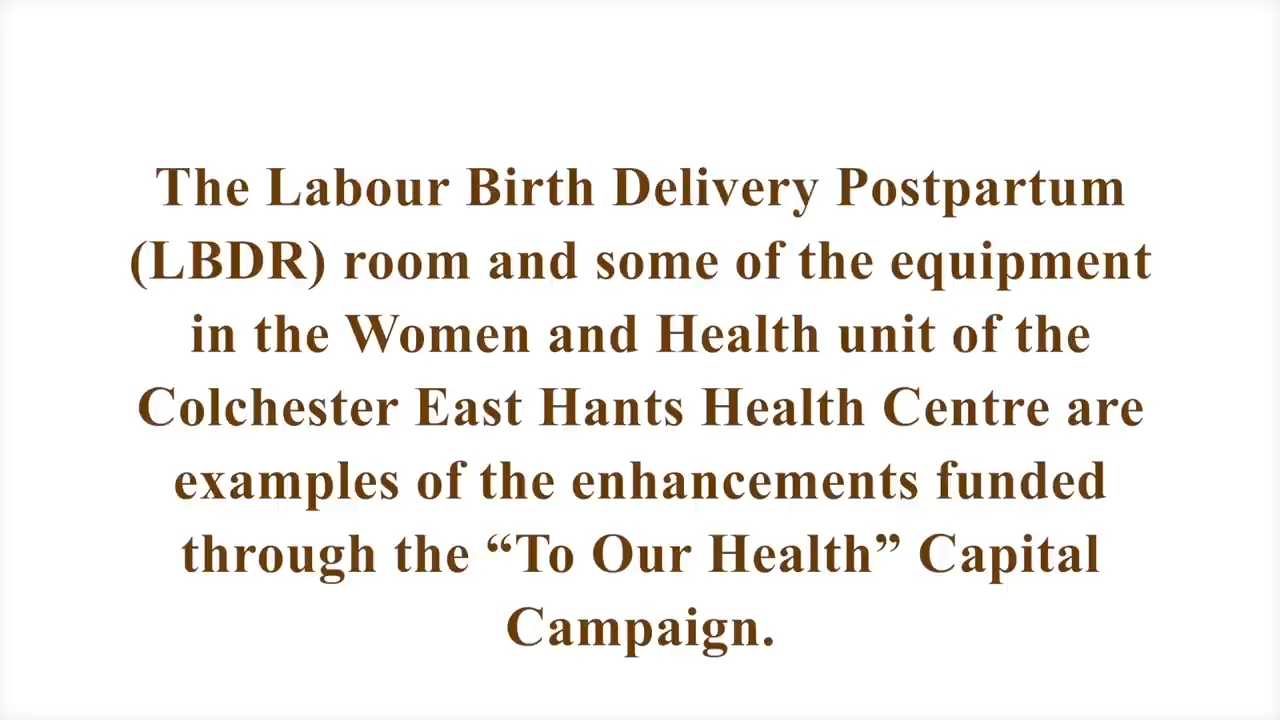 The Labour Birth Delivery Postpartum
(LBDR) room and some of the equipment
in the Women and Health unit of the
Colchester East Hants Health Centre are
examples of the enhancements funded
through the “To Our Health” Capital
Campaign.